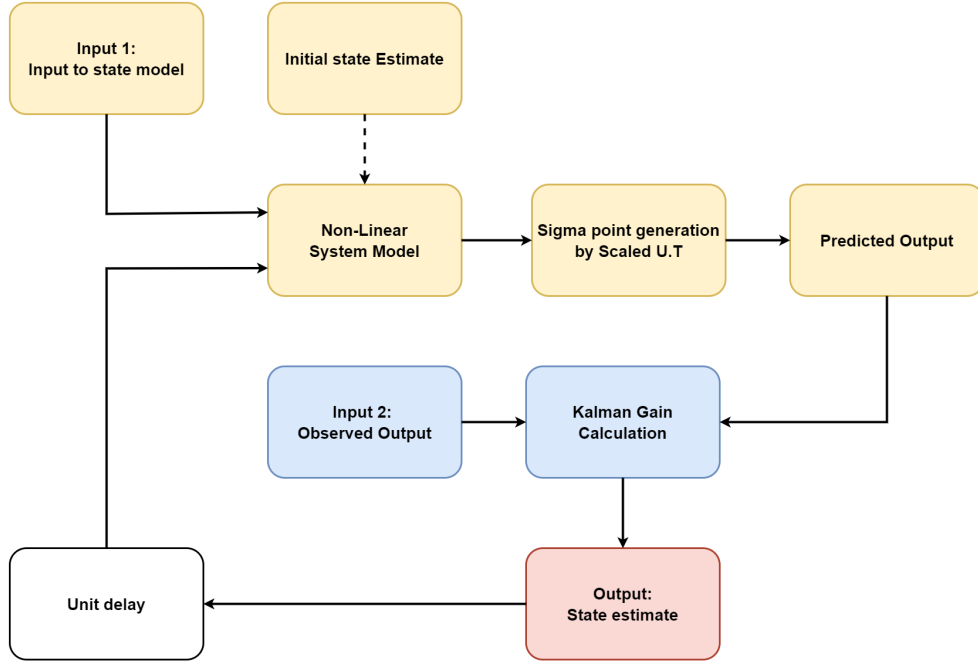 Input 1:
Input to state model
Initial state Estimate
Non-Linear
System Model
Sigma point generation
by Scaled U.T
Predicted Output
Input 2:
Observed Output
Kalman Gain
Calculation
Unit delay
Output:
State estimate